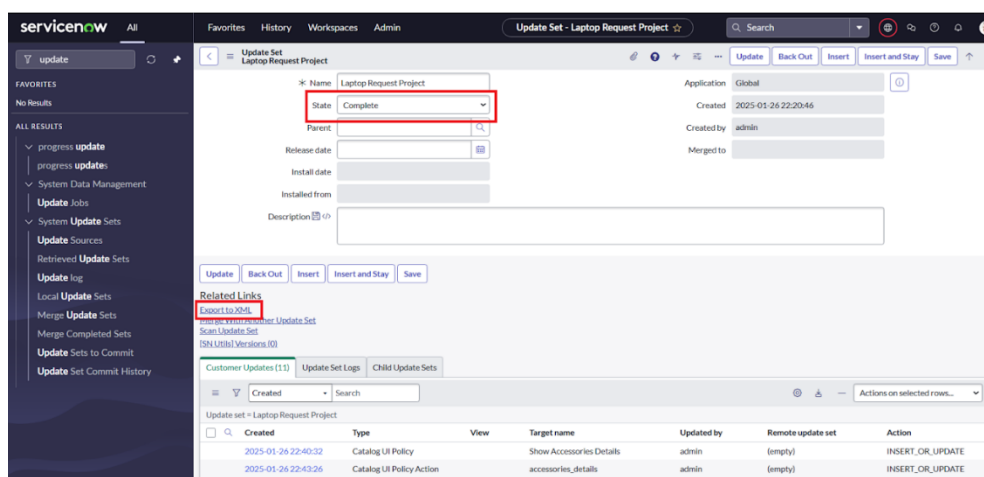 servicenow All Favorites History Workspaces Admin Update Set - Laptop Request Project Search
update
FAVORITES
No Results
ALL RESULTS
progress update
progress updates
System Data Management
Update Jobs
System Update Sets
Update Sources
Retrieved Update Sets
Update log
Local Update Sets
Merge Update Sets
Merge Completed Sets
Update Sets to Commit
Update Set Commit History
Update Set
Laptop Request Project
Update Back Out Insert Insert and Stay Save
Name Laptop Request Project
State Complete
Parent
Release date
Install date
Installed from
Description
Application Global
Created 2025-01-26 22:20:46
Created by admin
Merged to
Update Back Out Insert Insert and Stay Save
Related Links
Export to XML
Merge With Another Update Set
Scan Update Set
[SN Utils] Versions (0)
Customer Updates (11) Update Set Logs Child Update Sets
Created Search Actions on selected rows...
Update set = Laptop Request Project
Created Type View Target name Updated by Remote update set Action
2025-01-26 22:40:32 Catalog UI Policy Show Accessories Details admin (empty) INSERT_OR_UPDATE
2025-01-26 22:43:26 Catalog UI Policy Action accessories_details admin (empty) INSERT_OR_UPDATE